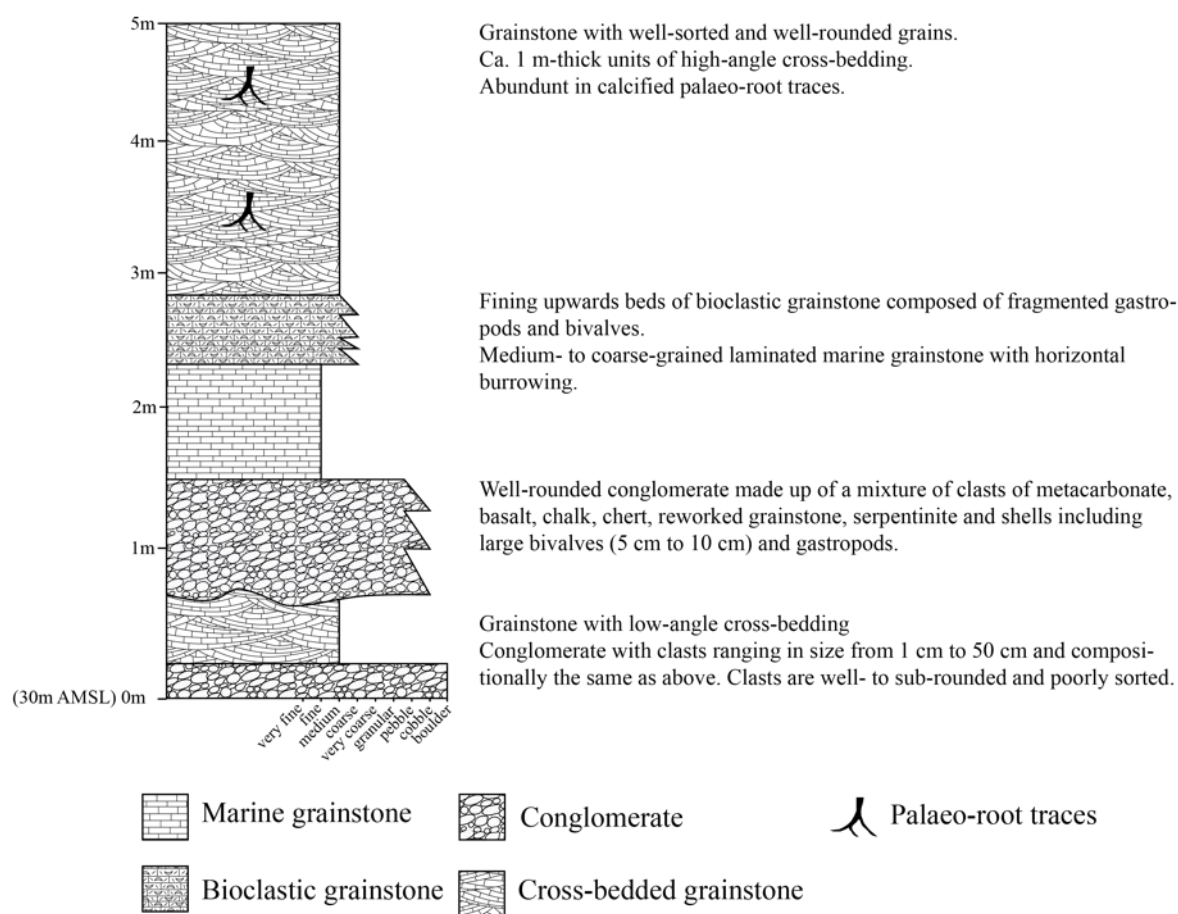 5m
Grainstone with well-sorted and well-rounded grains.
Ca. 1 m-thick units of high-angle cross-bedding.
Abundunt in calcified palaeo-root traces.
4m
3m
Fining upwards beds of bioclastic grainstone composed of fragmented gastro-
pods and bivalves.
Medium- to coarse-grained laminated marine grainstone with horizontal
burrowing.
2m
Well-rounded conglomerate made up of a mixture of clasts of metacarbonate,
basalt, chalk, chert, reworked grainstone, serpentinite and shells including
large bivalves (5 cm to 10 cm) and gastropods.
1m
Grainstone with low-angle cross-bedding
Conglomerate with clasts ranging in size from 1 cm to 50 cm and composi-
tionally the same as above. Clasts are well- to sub-rounded and poorly sorted.
(30m AMSL) 0m
very fine
fine
medium
coarse
very coarse
granular
pebble
cobble
boulder
Marine grainstone
Conglomerate
Palaeo-root traces
Bioclastic grainstone
Cross-bedded grainstone